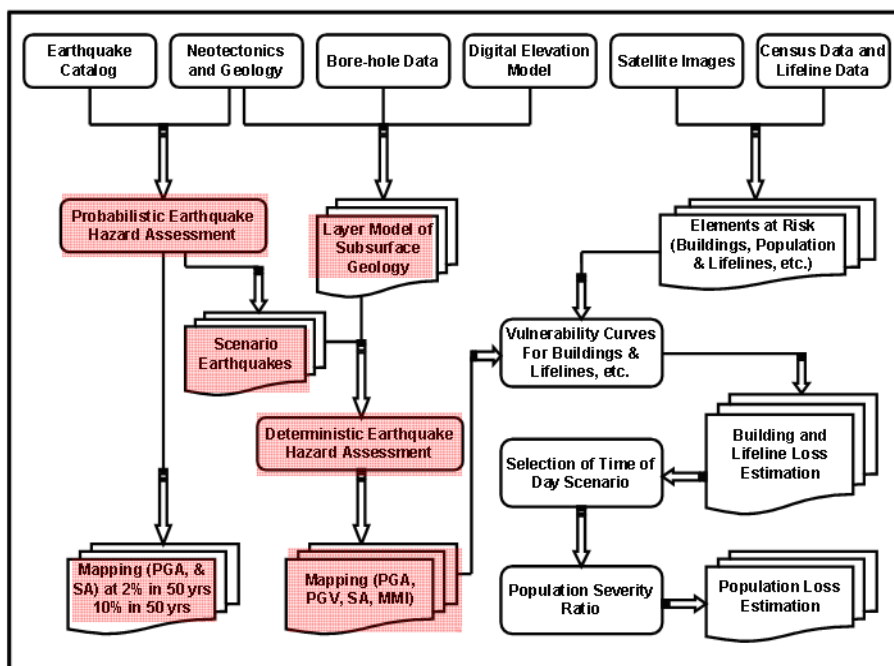 Earthquake
Catalog
Neotectonics
and Geology
Bore-hole Data
Digital Elevation
Model
Satellite Images
Census Data and
Lifeline Data
Probabilistic Earthquake
Hazard Assessment
Layer Model of
Subsurface
Geology
Elements at Risk
(Buildings, Population
& Lifelines, etc.)
Scenario
Earthquakes
Vulnerability Curves
For Buildings &
Lifelines, etc.
Deterministic Earthquake
Hazard Assessment
Selection of Time of
Day Scenario
Building and
Lifeline Loss
Estimation
Mapping (PGA, &
SA) at 2% in 50 yrs
10% in 50 yrs
Mapping (PGA,
PGV, SA, MMI)
Population Severity
Ratio
Population Loss
Estimation